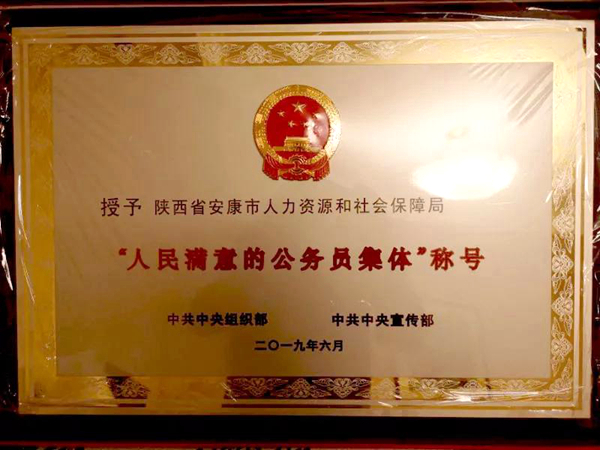 授予 陕西省安康市人力资源和社会保障局
“人民满意的公务员集体”称号
中共中央组织部 中共中央宣传部
二〇一九年六月